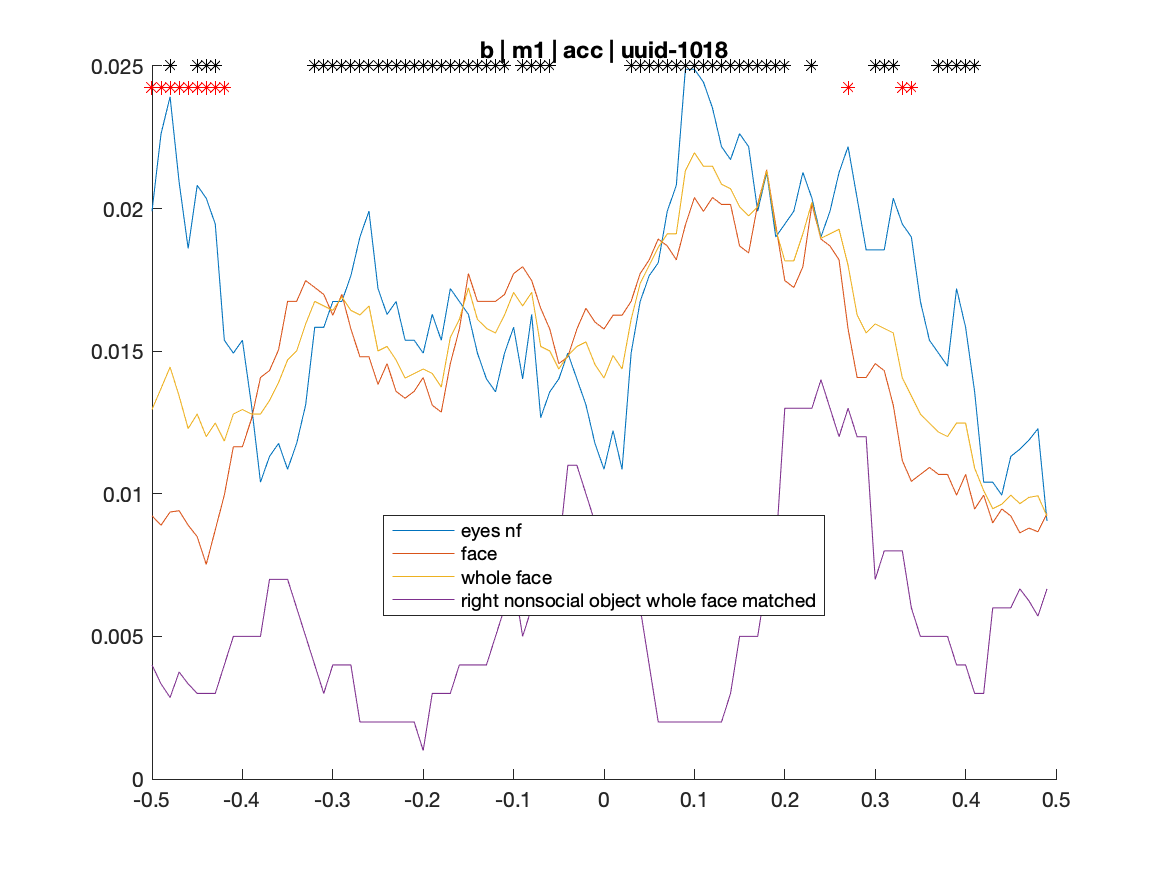 b | m1 | acc | uuid-1018
0.025
0.02
0.015
0.01
0.005
0
eyes nf
face
whole face
right nonsocial object whole face matched
-0.5 -0.4 -0.3 -0.2 -0.1 0 0.1 0.2 0.3 0.4 0.5